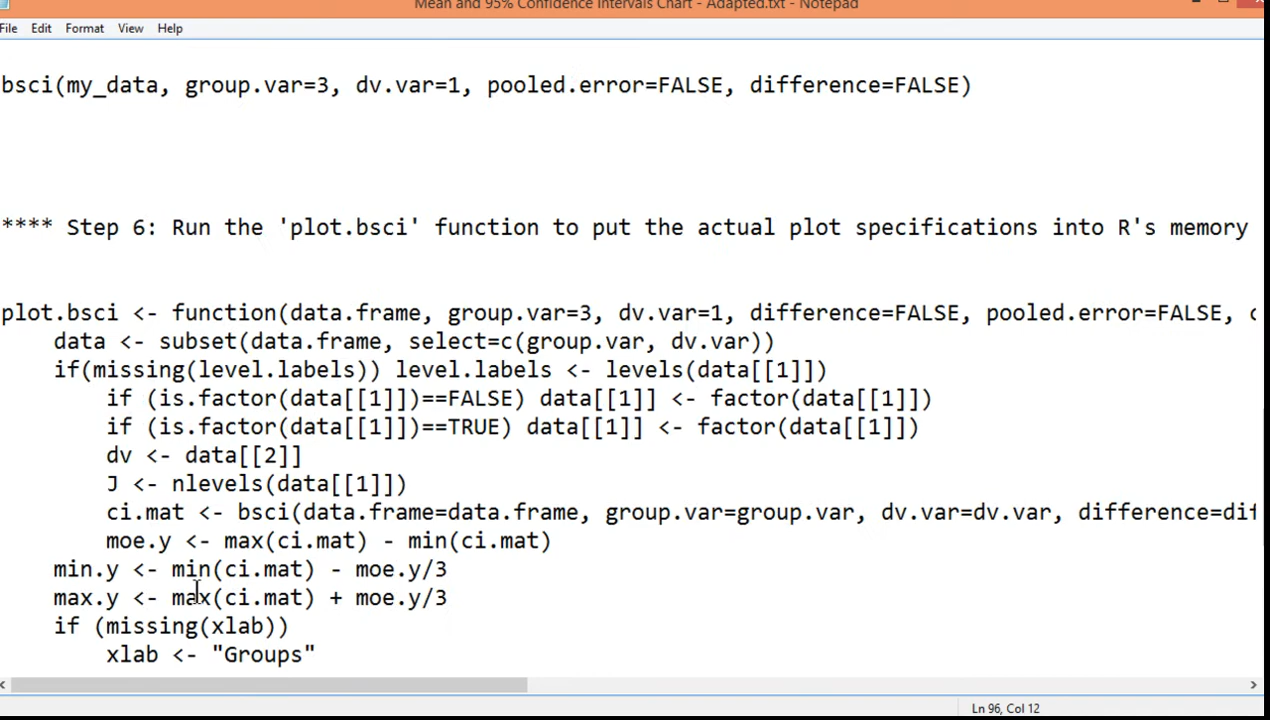 Mean and 95% Confidence Intervals Chart - Adapted.txt - Notepad
File Edit Format View Help
bsci(my_data, group.var=3, dv.var=1, pooled.error=FALSE, difference=FALSE)
**** Step 6: Run the 'plot.bsci' function to put the actual plot specifications into R's memory
plot.bsci <- function(data.frame, group.var=3, dv.var=1, difference=FALSE, pooled.error=FALSE, c
data <- subset(data.frame, select=c(group.var, dv.var))
if(missing(level.labels)) level.labels <- levels(data[[1]])
if (is.factor(data[[1]])==FALSE) data[[1]] <- factor(data[[1]])
if (is.factor(data[[1]])==TRUE) data[[1]] <- factor(data[[1]])
dv <- data[[2]]
J <- nlevels(data[[1]])
ci.mat <- bsci(data.frame=data.frame, group.var=group.var, dv.var=dv.var, difference=dif
moe.y <- max(ci.mat) - min(ci.mat)
min.y <- min(ci.mat) - moe.y/3
max.y <- max(ci.mat) + moe.y/3
if (missing(xlab))
xlab <- "Groups"
Ln 96, Col 12